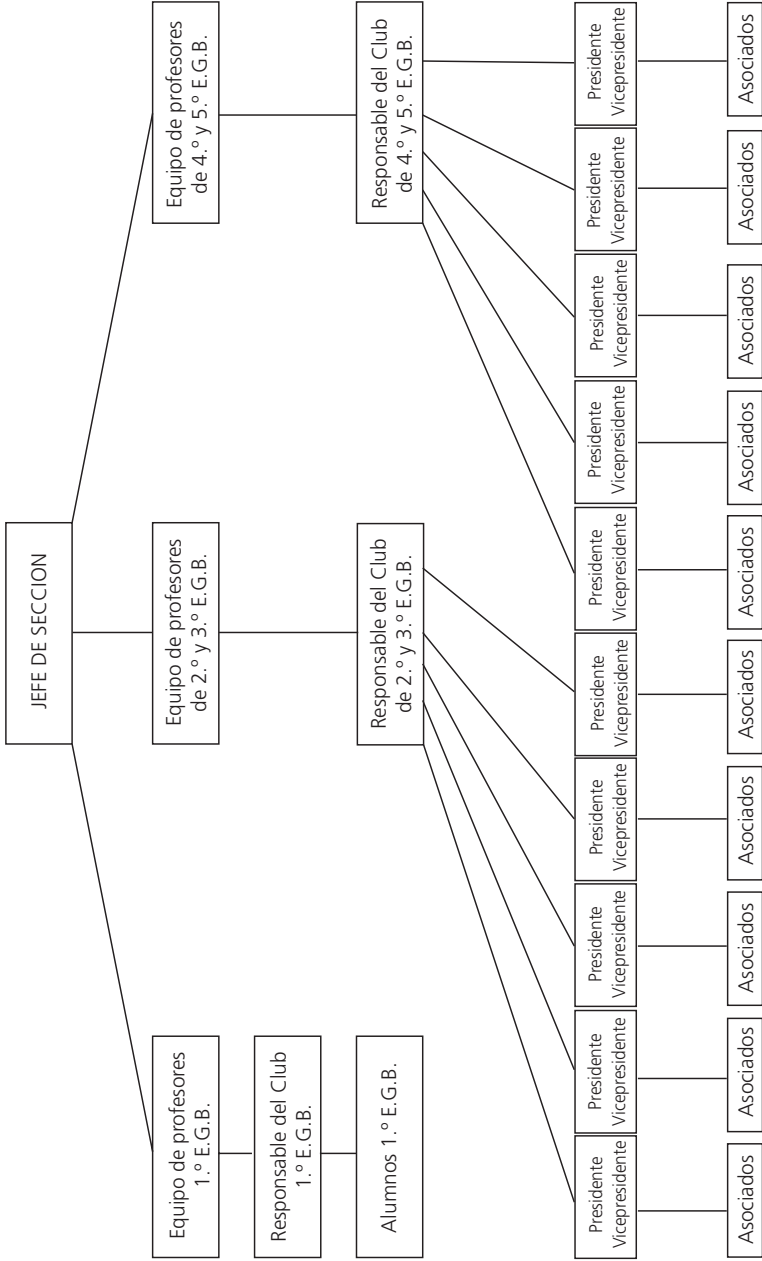 JEFE DE SECCION
Equipo de profesores
1.º E.G.B.
Equipo de profesores
de 2.º y 3.º E.G.B.
Equipo de profesores
de 4.º y 5.º E.G.B.
Responsable del Club
1.º E.G.B.
Alumnos 1.º E.G.B.
Responsable del Club
de 2.º y 3.º E.G.B.
Responsable del Club
de 4.º y 5.º E.G.B.
Presidente
Vicepresidente
Presidente
Vicepresidente
Presidente
Vicepresidente
Presidente
Vicepresidente
Presidente
Vicepresidente
Presidente
Vicepresidente
Presidente
Vicepresidente
Presidente
Vicepresidente
Presidente
Vicepresidente
Presidente
Vicepresidente
Asociados
Asociados
Asociados
Asociados
Asociados
Asociados
Asociados
Asociados
Asociados
Asociados